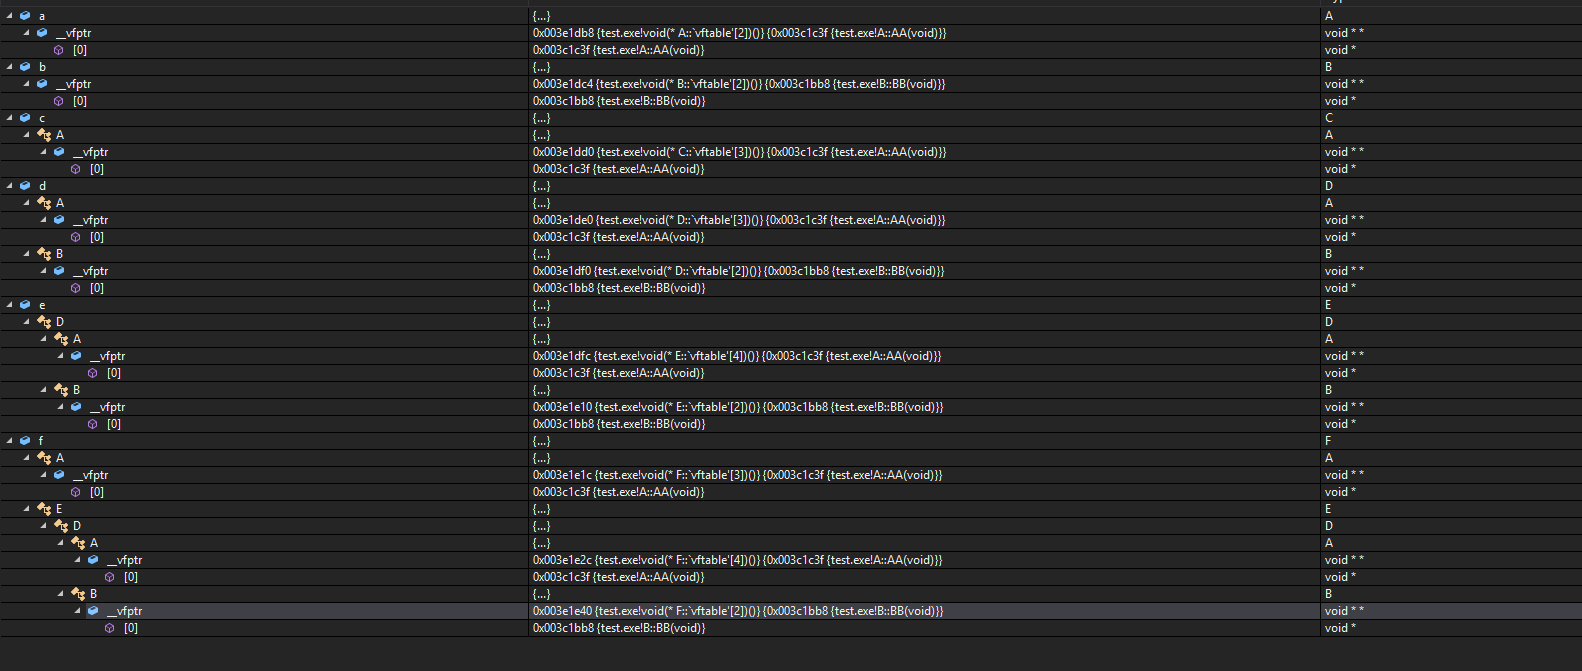 a {...} A
__vfptr 0x003e1db8 {test.exe!void(* A::`vftable'[2])()} {0x003c1c3f {test.exe!A::AA(void)}} void * *
[0] 0x003c1c3f {test.exe!A::AA(void)} void *
b {...} B
__vfptr 0x003e1dc4 {test.exe!void(* B::`vftable'[2])()} {0x003c1bb8 {test.exe!B::BB(void)}} void * *
[0] 0x003c1bb8 {test.exe!B::BB(void)} void *
c {...} C
A {...} A
__vfptr 0x003e1dd0 {test.exe!void(* C::`vftable'[3])()} {0x003c1c3f {test.exe!A::AA(void)}} void * *
[0] 0x003c1c3f {test.exe!A::AA(void)} void *
d {...} D
A {...} A
__vfptr 0x003e1de0 {test.exe!void(* D::`vftable'[3])()} {0x003c1c3f {test.exe!A::AA(void)}} void * *
[0] 0x003c1c3f {test.exe!A::AA(void)} void *
B {...} B
__vfptr 0x003e1df0 {test.exe!void(* D::`vftable'[2])()} {0x003c1bb8 {test.exe!B::BB(void)}} void * *
[0] 0x003c1bb8 {test.exe!B::BB(void)} void *
e {...} E
D {...} D
A {...} A
__vfptr 0x003e1dfc {test.exe!void(* E::`vftable'[4])()} {0x003c1c3f {test.exe!A::AA(void)}} void * *
[0] 0x003c1c3f {test.exe!A::AA(void)} void *
B {...} B
__vfptr 0x003e1e10 {test.exe!void(* E::`vftable'[2])()} {0x003c1bb8 {test.exe!B::BB(void)}} void * *
[0] 0x003c1bb8 {test.exe!B::BB(void)} void *
f {...} F
A {...} A
__vfptr 0x003e1e1c {test.exe!void(* F::`vftable'[3])()} {0x003c1c3f {test.exe!A::AA(void)}} void * *
[0] 0x003c1c3f {test.exe!A::AA(void)} void *
E {...} E
D {...} D
A {...} A
__vfptr 0x003e1e2c {test.exe!void(* F::`vftable'[4])()} {0x003c1c3f {test.exe!A::AA(void)}} void * *
[0] 0x003c1c3f {test.exe!A::AA(void)} void *
B {...} B
__vfptr 0x003e1e40 {test.exe!void(* F::`vftable'[2])()} {0x003c1bb8 {test.exe!B::BB(void)}} void * *
[0] 0x003c1bb8 {test.exe!B::BB(void)} void *